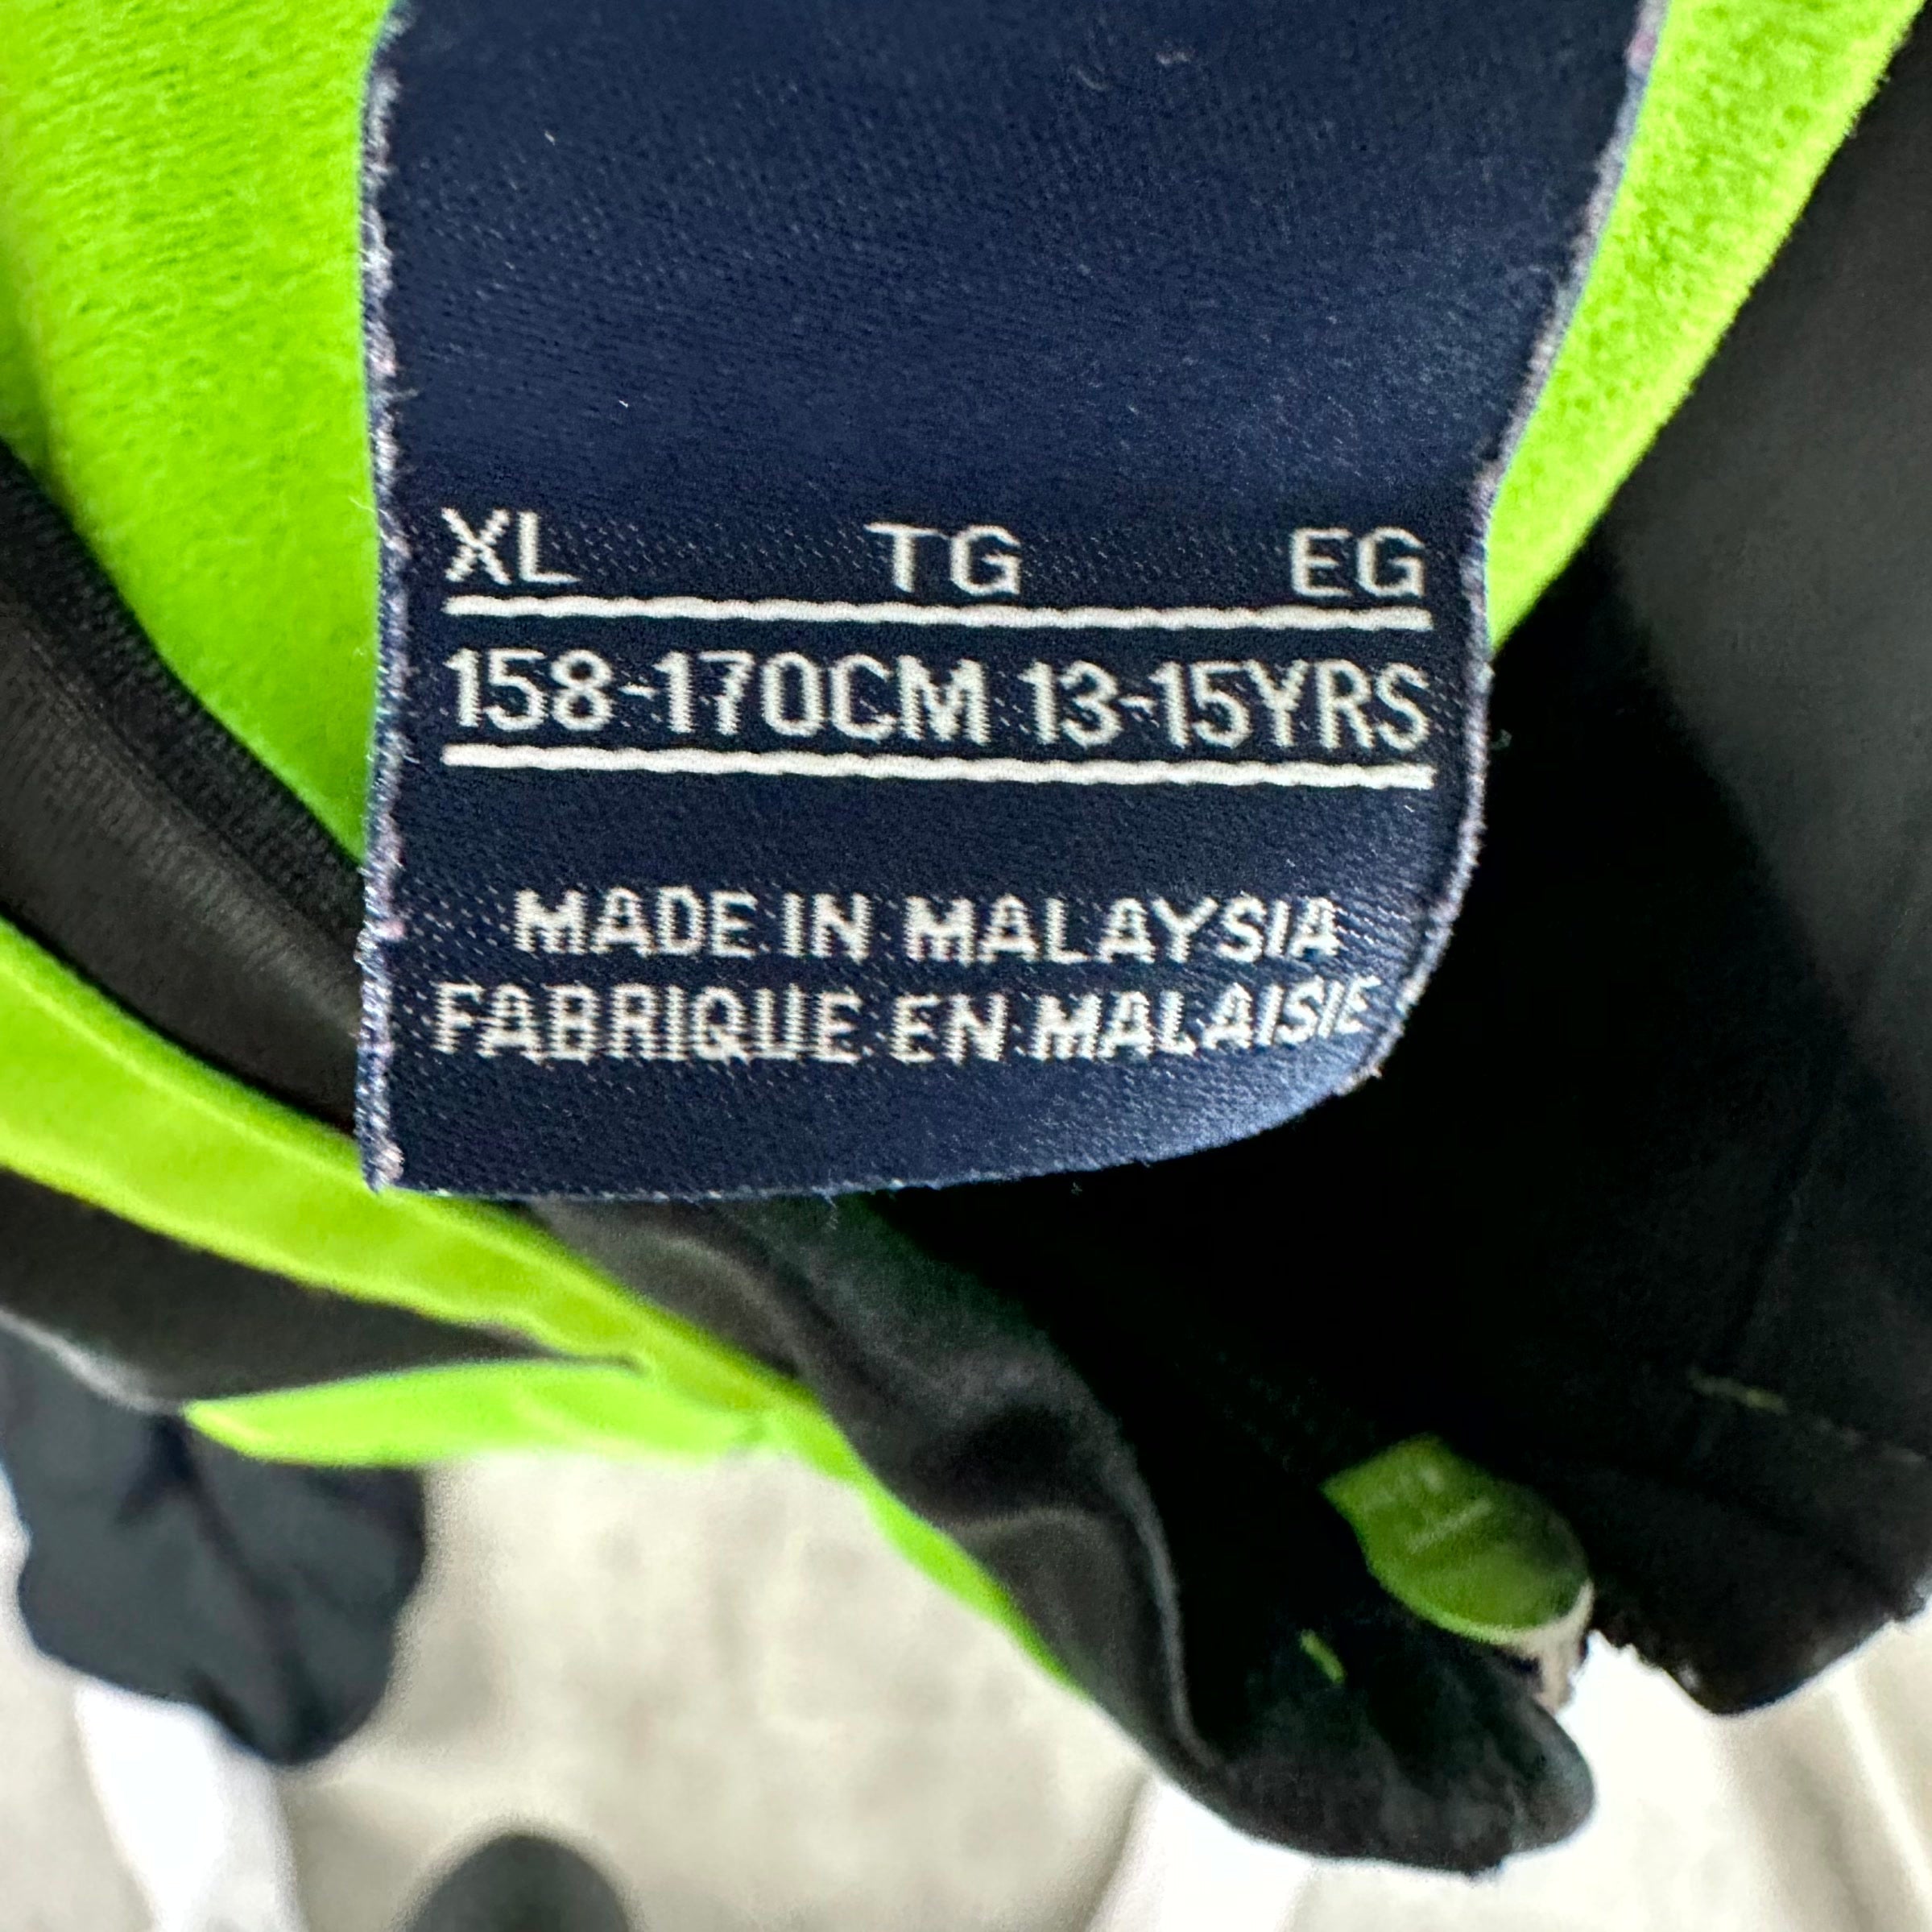 XL TG EG
158-170CM 13-15YRS
MADE IN MALAYSIA
FABRIQUE EN MALAISIE